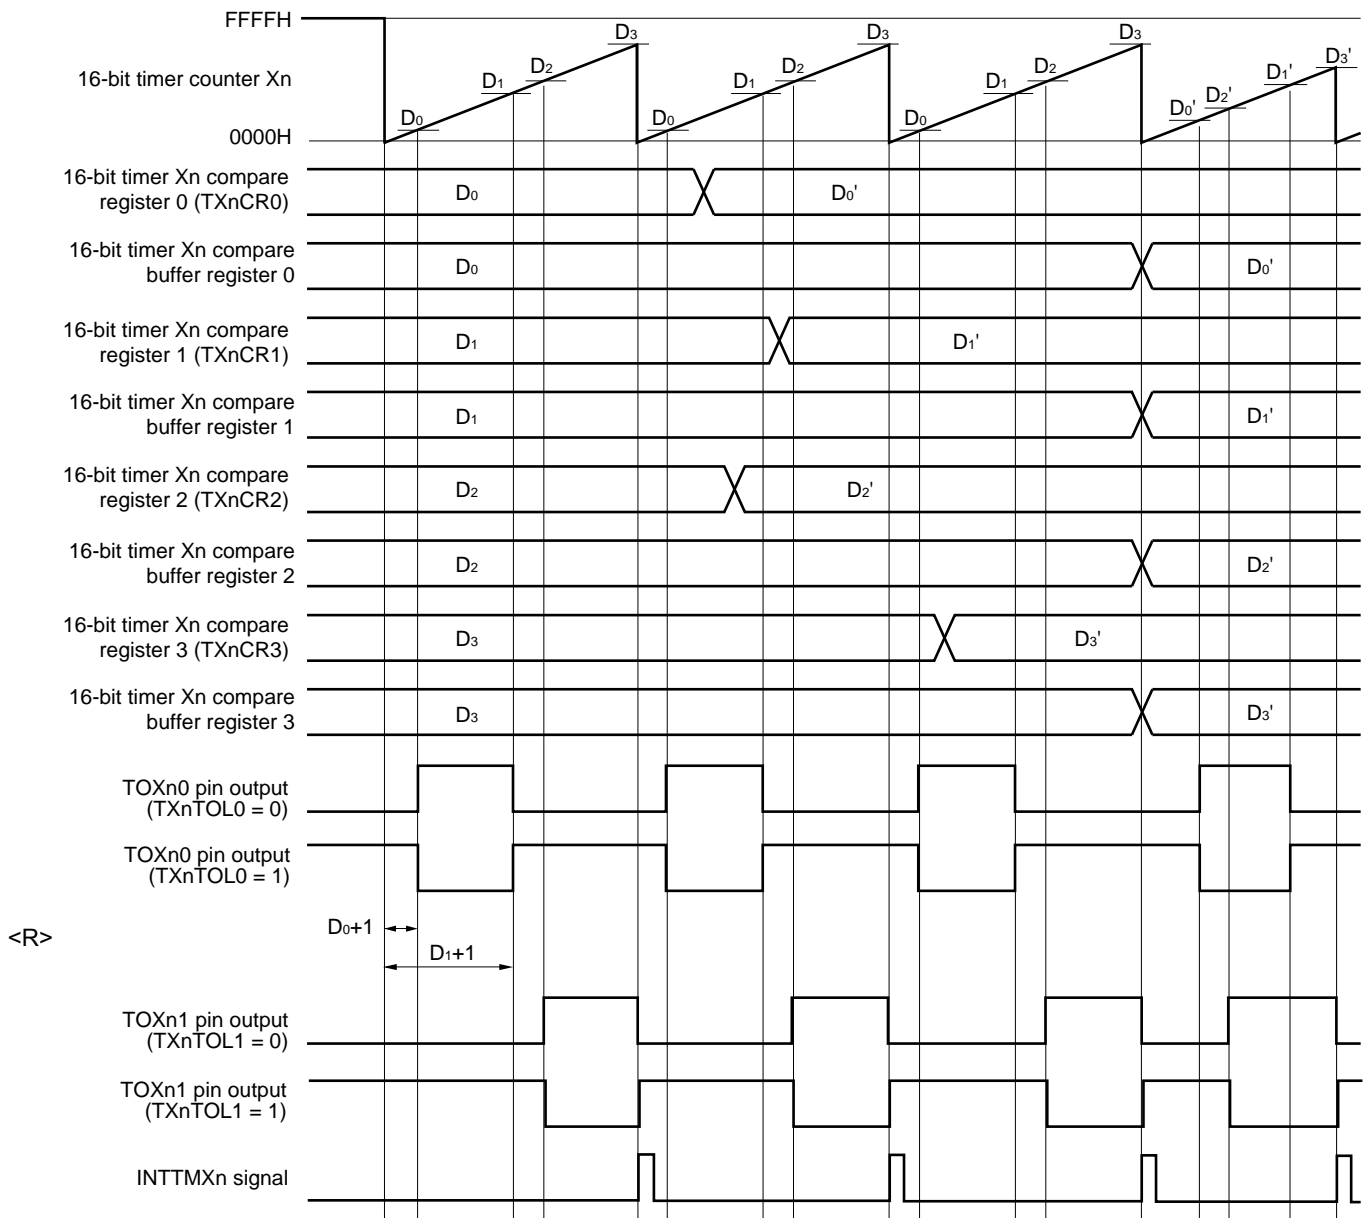 FFFFH
16-bit timer counter Xn
0000H
D0 D1 D2 D3 D0 D1 D2 D3 D0 D1 D2 D3 D0' D2' D1' D3'
16-bit timer Xn compare
register 0 (TXnCR0)
D0 D0'
16-bit timer Xn compare
buffer register 0
D0 D0'
16-bit timer Xn compare
register 1 (TXnCR1)
D1 D1'
16-bit timer Xn compare
buffer register 1
D1 D1'
16-bit timer Xn compare
register 2 (TXnCR2)
D2 D2'
16-bit timer Xn compare
buffer register 2
D2 D2'
16-bit timer Xn compare
register 3 (TXnCR3)
D3 D3'
16-bit timer Xn compare
buffer register 3
D3 D3'
TOXn0 pin output
(TXnTOL0 = 0)
TOXn0 pin output
(TXnTOL0 = 1)
<R>
D0+1
D1+1
TOXn1 pin output
(TXnTOL1 = 0)
TOXn1 pin output
(TXnTOL1 = 1)
INTTMXn signal